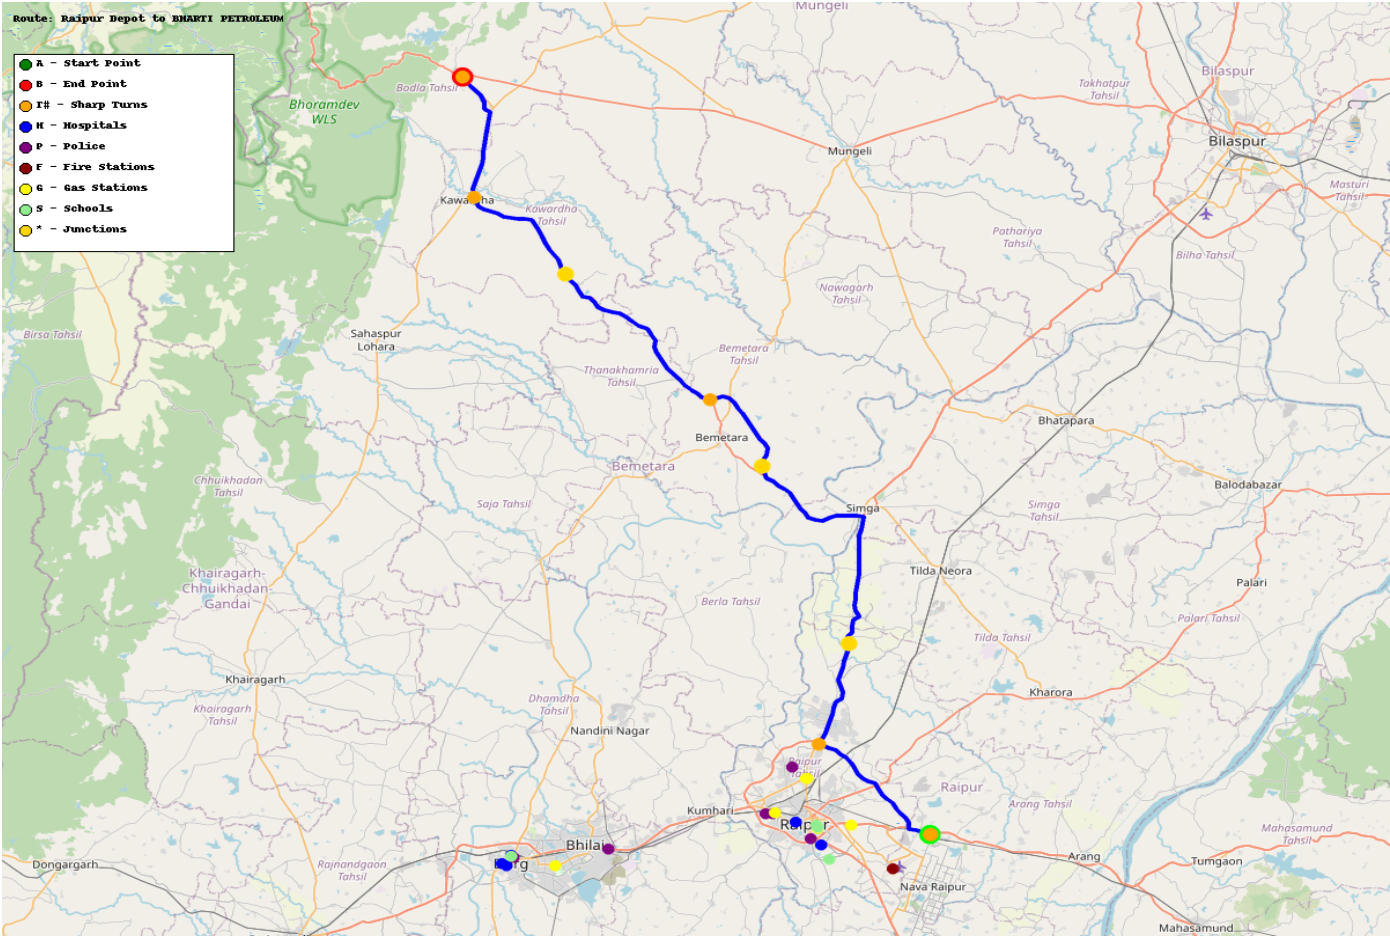 Route: Raipur Depot to BHARTI PETROLEUM
A - Start Point
B - End Point
T# - Sharp Turns
H - Hospitals
P - Police
F - Fire Stations
G - Gas Stations
S - Schools
* - Junctions
Mungeli
Bilaspur
Takhatpur
Tahsil
Bodla Tahsil
Bhoramdev
WLS
Bilaspur
Mungeli
Masturi
Tahsil
Kawardha
Tahsil
Pathariya
Tahsil
Bilha Tahsil
Nawagarh
Tahsil
Birsa Tahsil
Sahaspur
Lohara
Bemetara
Tahsil
Thanakhamria
Tahsil
Bhatapara
Bemetara
Bemetara
Chhuikhadan
Tahsil
Balodabazar
Saja Tahsil
Simga
Simga
Tahsil
Khairagarh-
Chhuikhadan-
Gandai
Tilda Neora
Palari
Berla Tahsil
Palari Tahsil
Tilda Tahsil
Khairagarh
Kharora
Khairagarh
Tahsil
Dhamdha
Tahsil
Nandini Nagar
Raipur
Tahsil
Raipur
Arang Tahsil
Kumhari
Raipur
Mahasamund
Tahsil
Bhilai
Dongargarh
Rajnandgaon
Tahsil
Arang
Tumgaon
Nava Raipur
Mahasamund